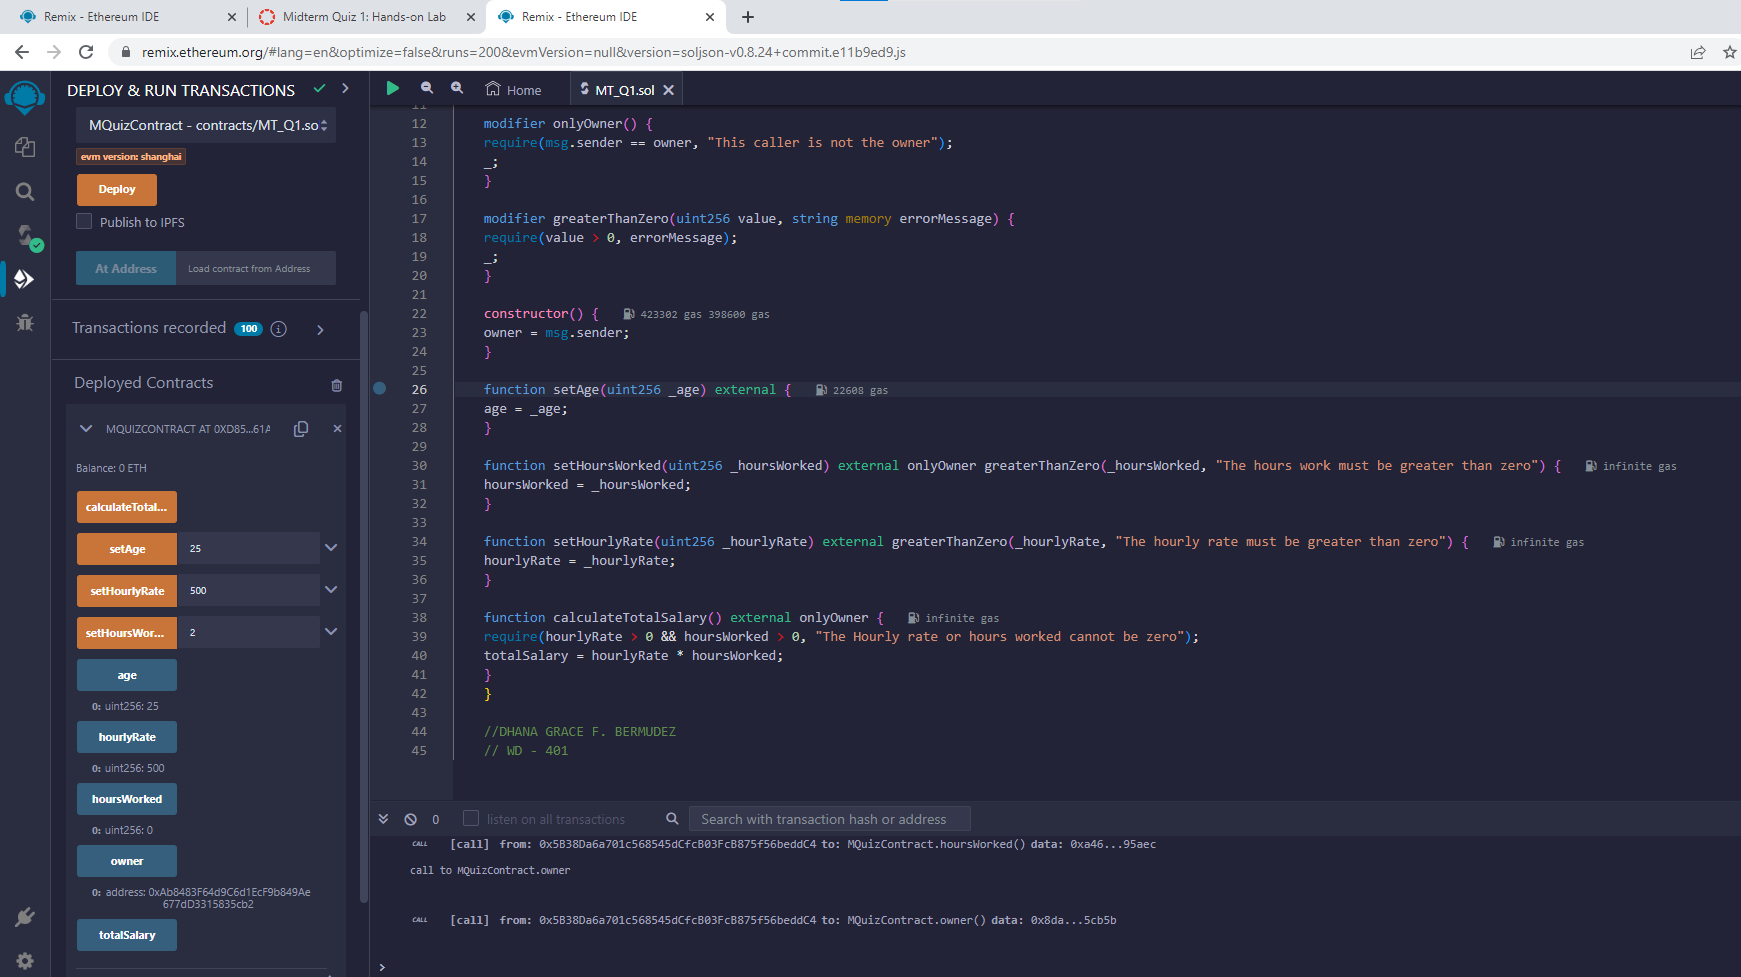 Remix - Ethereum IDE
Midterm Quiz 1: Hands-on Lab
Remix - Ethereum IDE
remix.ethereum.org/#lang=en&optimize=false&runs=200&evmVersion=null&version=soljson-v0.8.24+commit.e11b9ed9.js
DEPLOY & RUN TRANSACTIONS
MQuizContract - contracts/MT_Q1.so
evm version: shanghai
Deploy
Publish to IPFS
At Address
Load contract from Address
Transactions recorded 100
Deployed Contracts
MQUIZCONTRACT AT 0XD85...61A
Balance: 0 ETH
calculateTotal...
setAge 25
setHourlyRate 500
setHoursWor... 2
age
0: uint256: 25
hourlyRate
0: uint256: 500
hoursWorked
0: uint256: 0
owner
0: address: 0xAb8483F64d9C6d1EcF9b849Ae
677dD3315835cb2
totalSalary
Home
MT_Q1.sol
11
12 modifier onlyOwner() {
13 require(msg.sender == owner, "This caller is not the owner");
14 _;
15 }
16
17 modifier greaterThanZero(uint256 value, string memory errorMessage) {
18 require(value > 0, errorMessage);
19 _;
20 }
21
22 constructor() { 423302 gas 398600 gas
23 owner = msg.sender;
24 }
25
26 function setAge(uint256 _age) external { 22608 gas
27 age = _age;
28 }
29
30 function setHoursWorked(uint256 _hoursWorked) external onlyOwner greaterThanZero(_hoursWorked, "The hours work must be greater than zero") { infinite gas
31 hoursWorked = _hoursWorked;
32 }
33
34 function setHourlyRate(uint256 _hourlyRate) external greaterThanZero(_hourlyRate, "The hourly rate must be greater than zero") { infinite gas
35 hourlyRate = _hourlyRate;
36 }
37
38 function calculateTotalSalary() external onlyOwner { infinite gas
39 require(hourlyRate > 0 && hoursWorked > 0, "The Hourly rate or hours worked cannot be zero");
40 totalSalary = hourlyRate * hoursWorked;
41 }
42 }
43
44 //DHANA GRACE F. BERMUDEZ
45 // WD - 401
0
listen on all transactions
Search with transaction hash or address
CALL [call] from: 0x5B38Da6a701c568545dCfcB03FcB875f56beddC4 to: MQuizContract.hoursWorked() data: 0xa46...95aec
call to MQuizContract.owner
CALL [call] from: 0x5B38Da6a701c568545dCfcB03FcB875f56beddC4 to: MQuizContract.owner() data: 0x8da...5cb5b
>